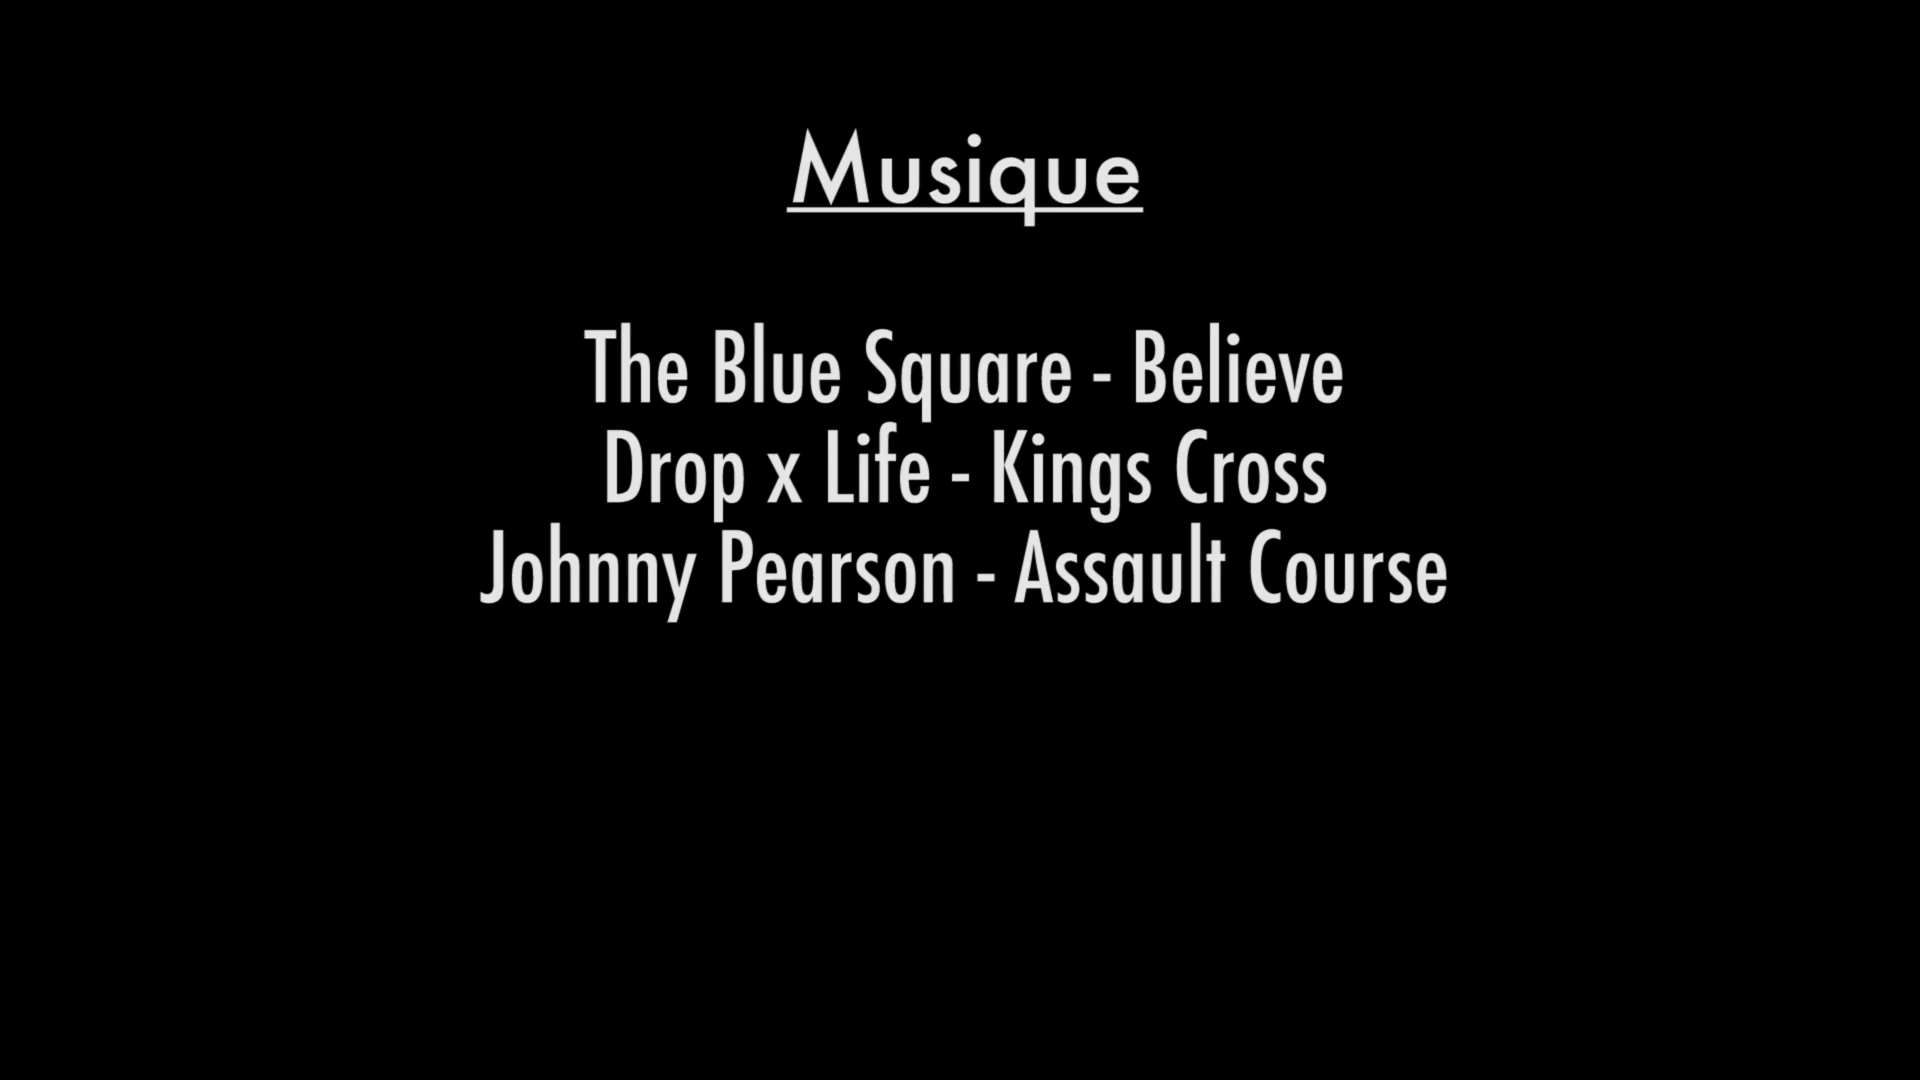 Musique
The Blue Square - Believe
Drop x Life - Kings Cross
Johnny Pearson - Assault Course